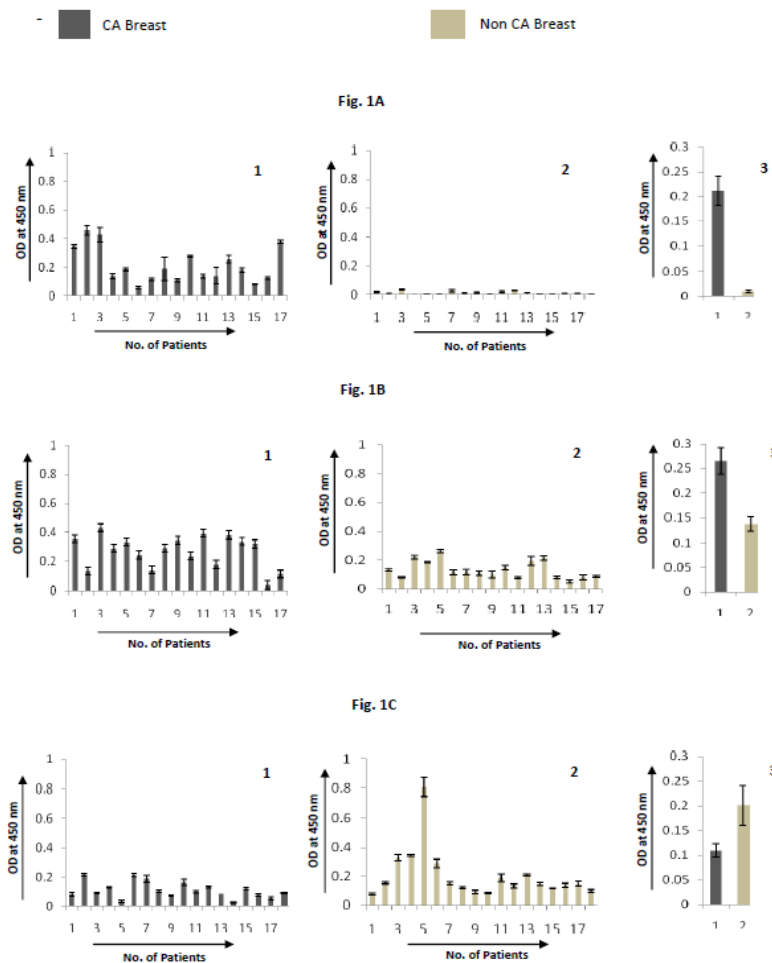 - CA Breast Non CA Breast
Fig. 1A
1 0.8 0.6 0.4 0.2 0
OD at 450 nm
1
1 3 5 7 9 11 13 15 17
No. of Patients
1 0.8 0.6 0.4 0.2 0
OD at 450 nm
2
1 3 5 7 9 11 13 15 17
No. of Patients
0.3 0.25 0.2 0.15 0.1 0.05 0
OD at 450 nm
3
1 2
Fig. 1B
1 0.8 0.6 0.4 0.2 0
OD at 450 nm
1
1 3 5 7 9 11 13 15 17
No. of Patients
1 0.8 0.6 0.4 0.2 0
OD at 450 nm
2
1 3 5 7 9 11 13 15 17
No. of Patients
0.3 0.25 0.2 0.15 0.1 0.05 0
OD at 450 nm
1 2
Fig. 1C
1 0.8 0.6 0.4 0.2 0
OD at 450 nm
1
1 3 5 7 9 11 13 15 17
No. of Patients
1 0.8 0.6 0.4 0.2 0
OD at 450 nm
2
1 3 5 7 9 11 13 15 17
No. of Patients
0.3 0.25 0.2 0.15 0.1 0.05 0
OD at 450 nm
3
1 2